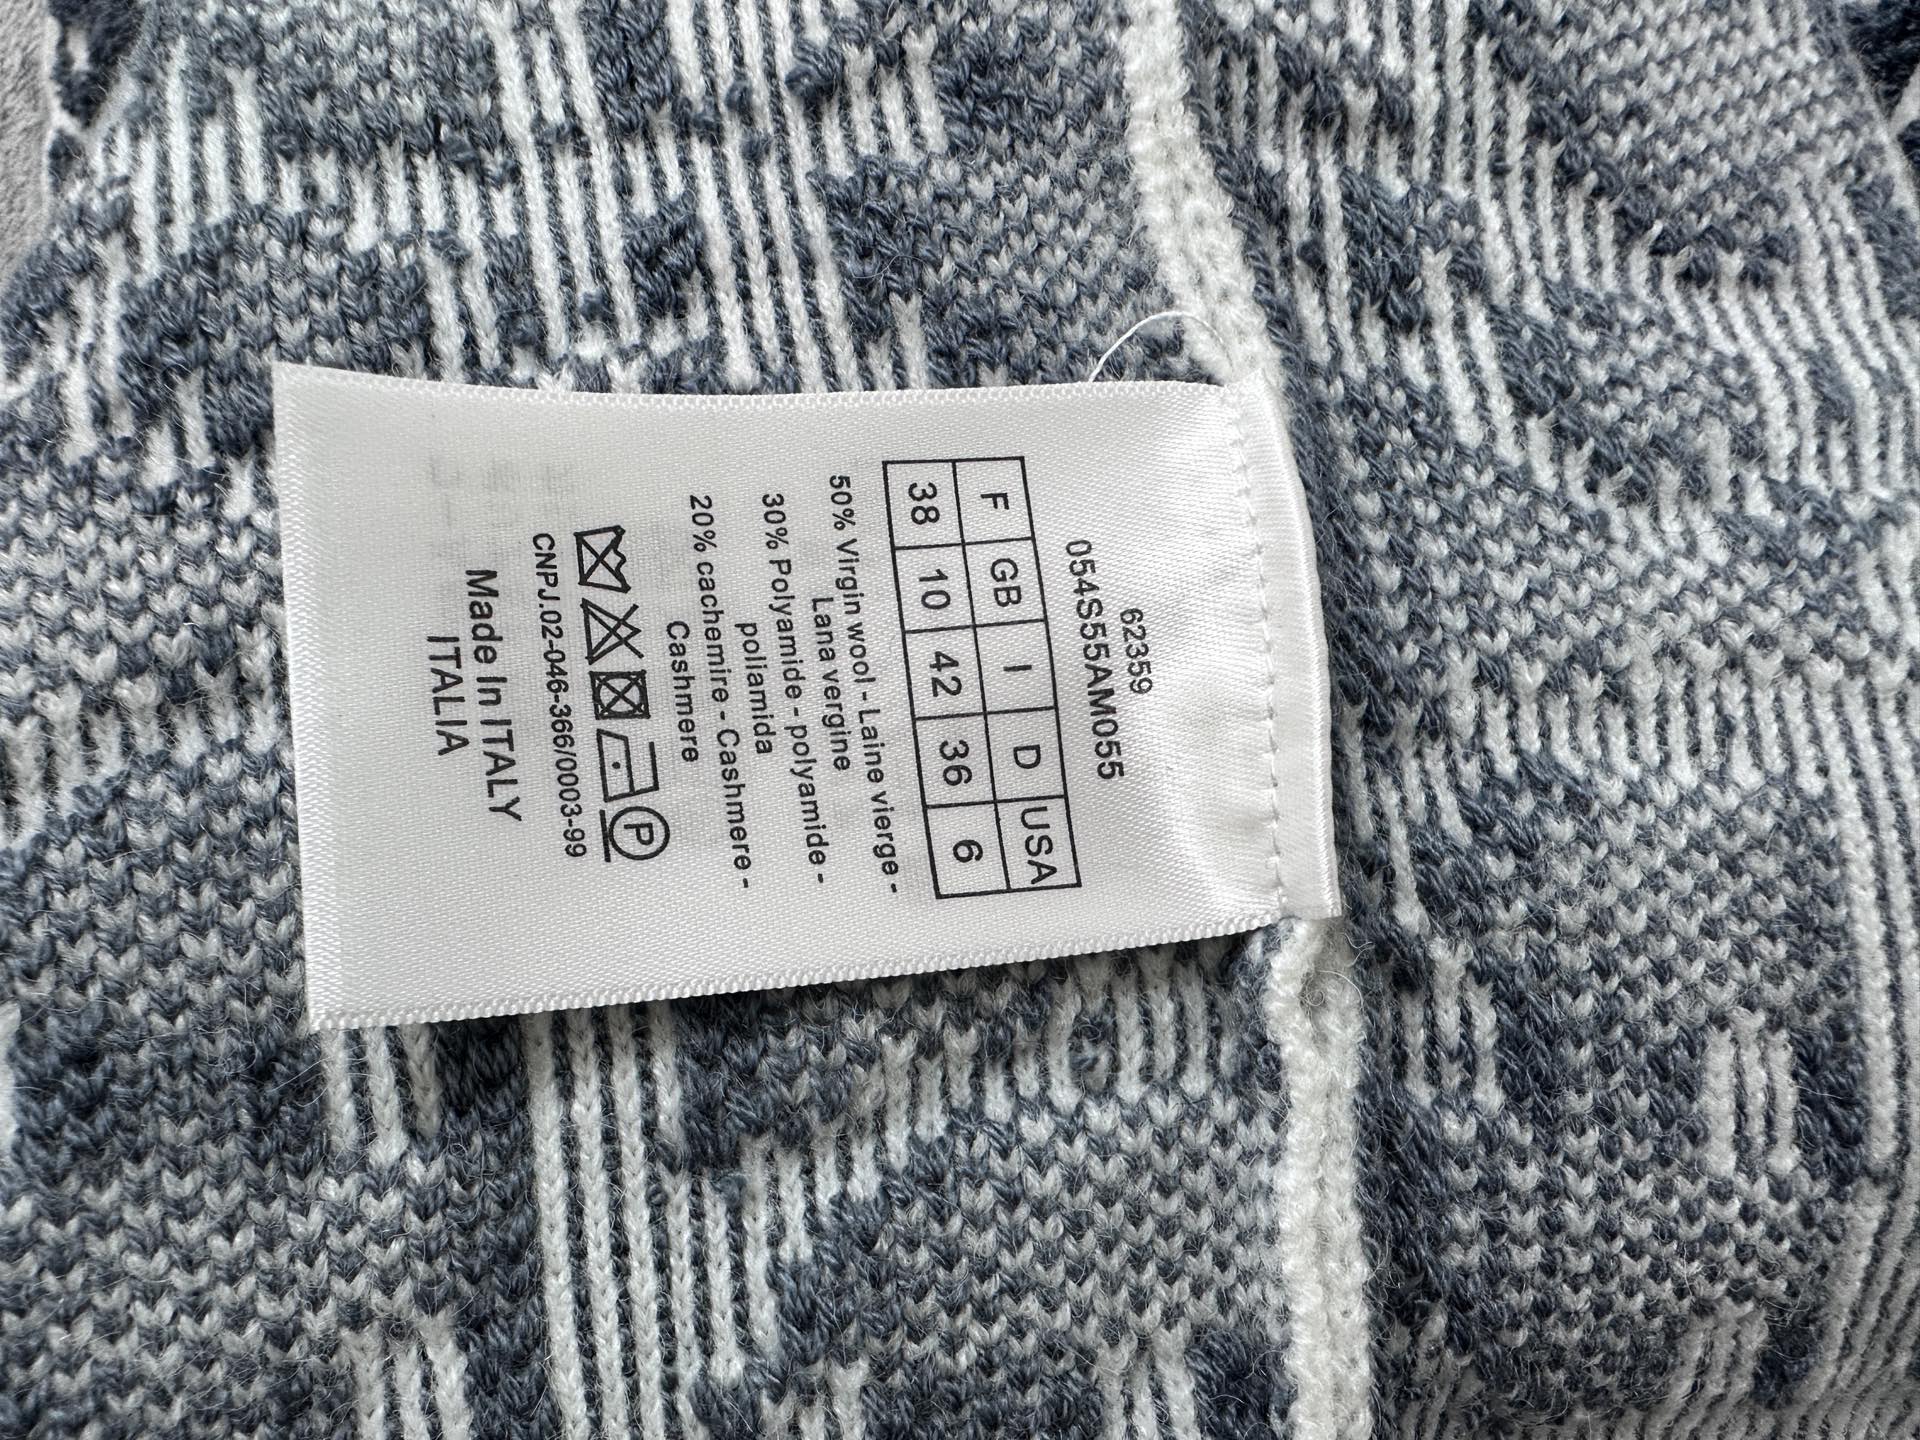 62359
054S55AM055
F GB I D USA
38 10 42 36 6
50% Virgin wool - Laine vierge -
Lana vergine
30% Polyamide - polyamide -
poliamida
20% cachemire - Cashmere -
Cashmere
P
CNPJ.02-046-366/0003-99
Made In ITALY
ITALIA